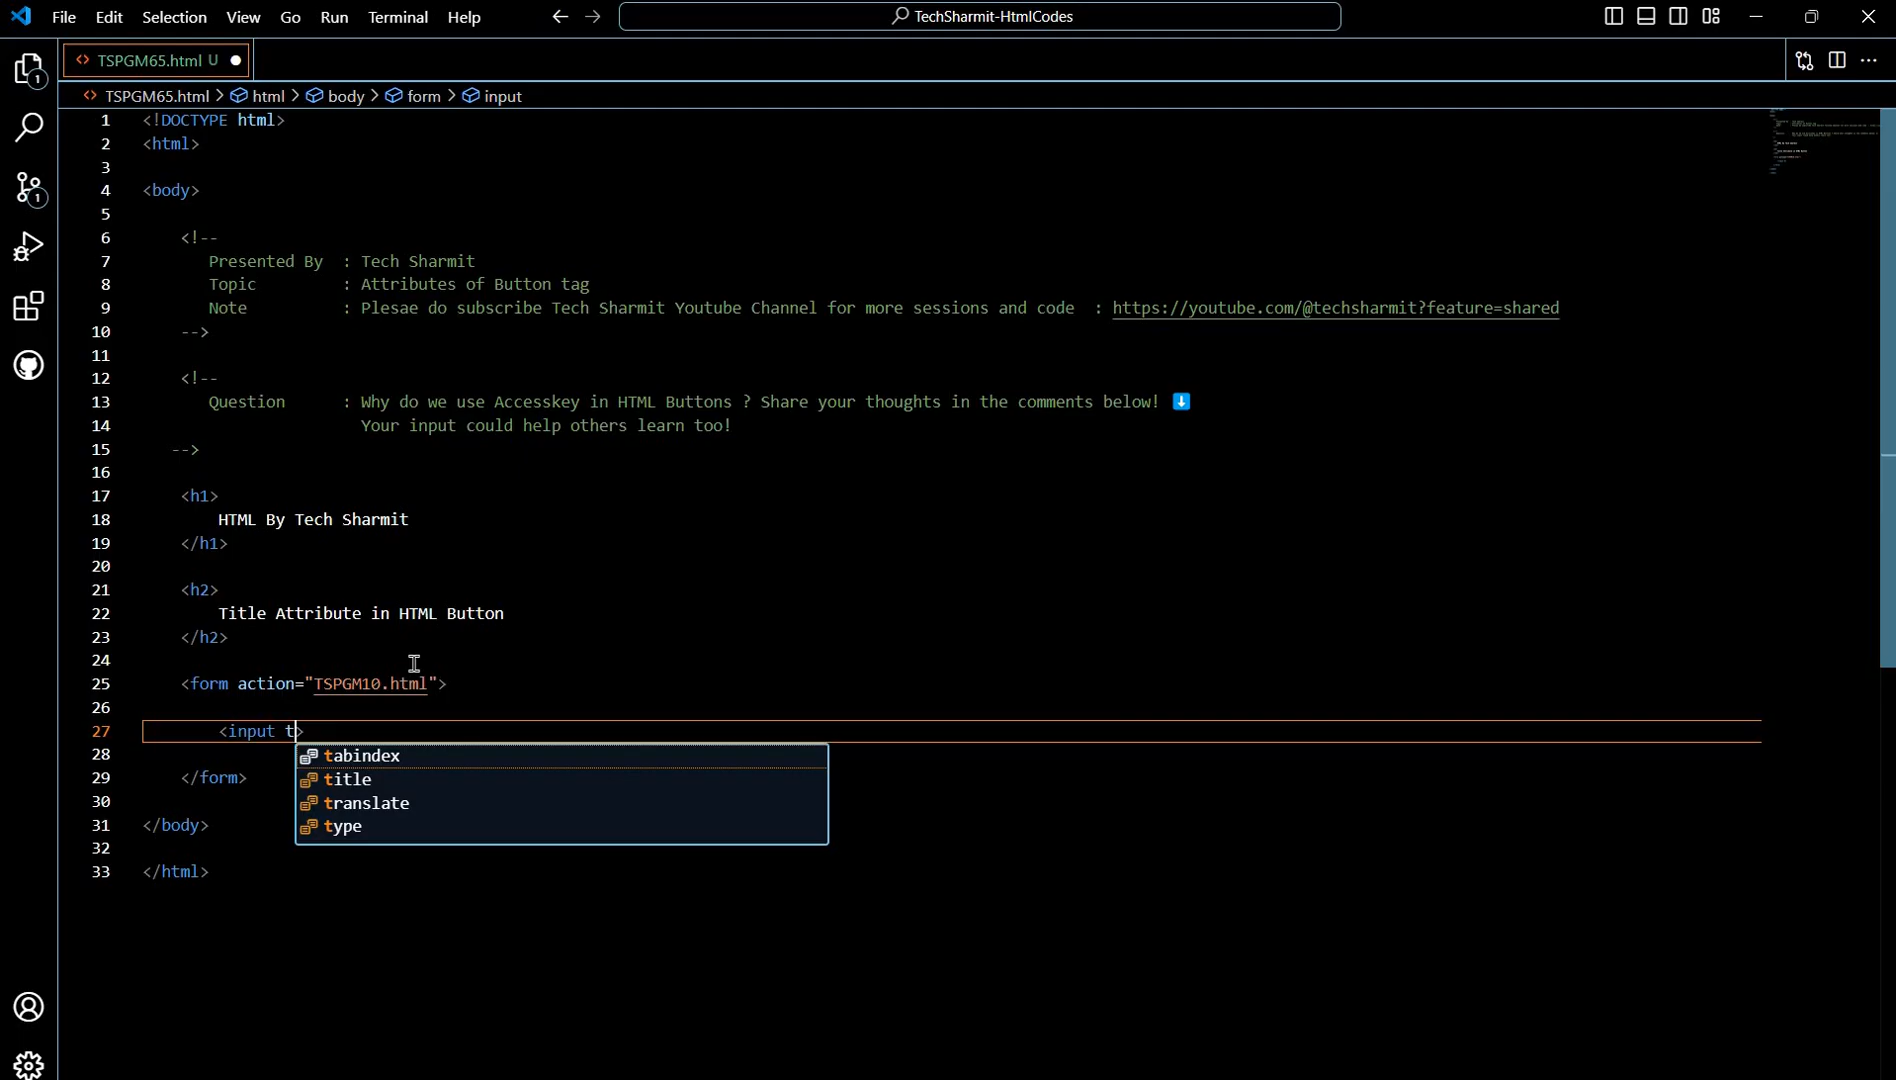 File Edit Selection View Go Run Terminal Help TechSharmit-HtmlCodes
TSPGM65.html U
TSPGM65.html > html > body > form > input
1 <!DOCTYPE html>
2 <html>
3
4 <body>
5
6 <!--
7 Presented By : Tech Sharmit
8 Topic : Attributes of Button tag
9 Note : Plesae do subscribe Tech Sharmit Youtube Channel for more sessions and code : https://youtube.com/@techsharmit?feature=shared
10 -->
11
12 <!--
13 Question : Why do we use Accesskey in HTML Buttons ? Share your thoughts in the comments below! ⬇️
14 Your input could help others learn too!
15 -->
16
17 <h1>
18 HTML By Tech Sharmit
19 </h1>
20
21 <h2>
22 Title Attribute in HTML Button
23 </h2>
24
25 <form action="TSPGM10.html">
26
27 <input t>
28 tabindex
29 </form> title
30 translate
31 </body> type
32
33 </html>
1
1